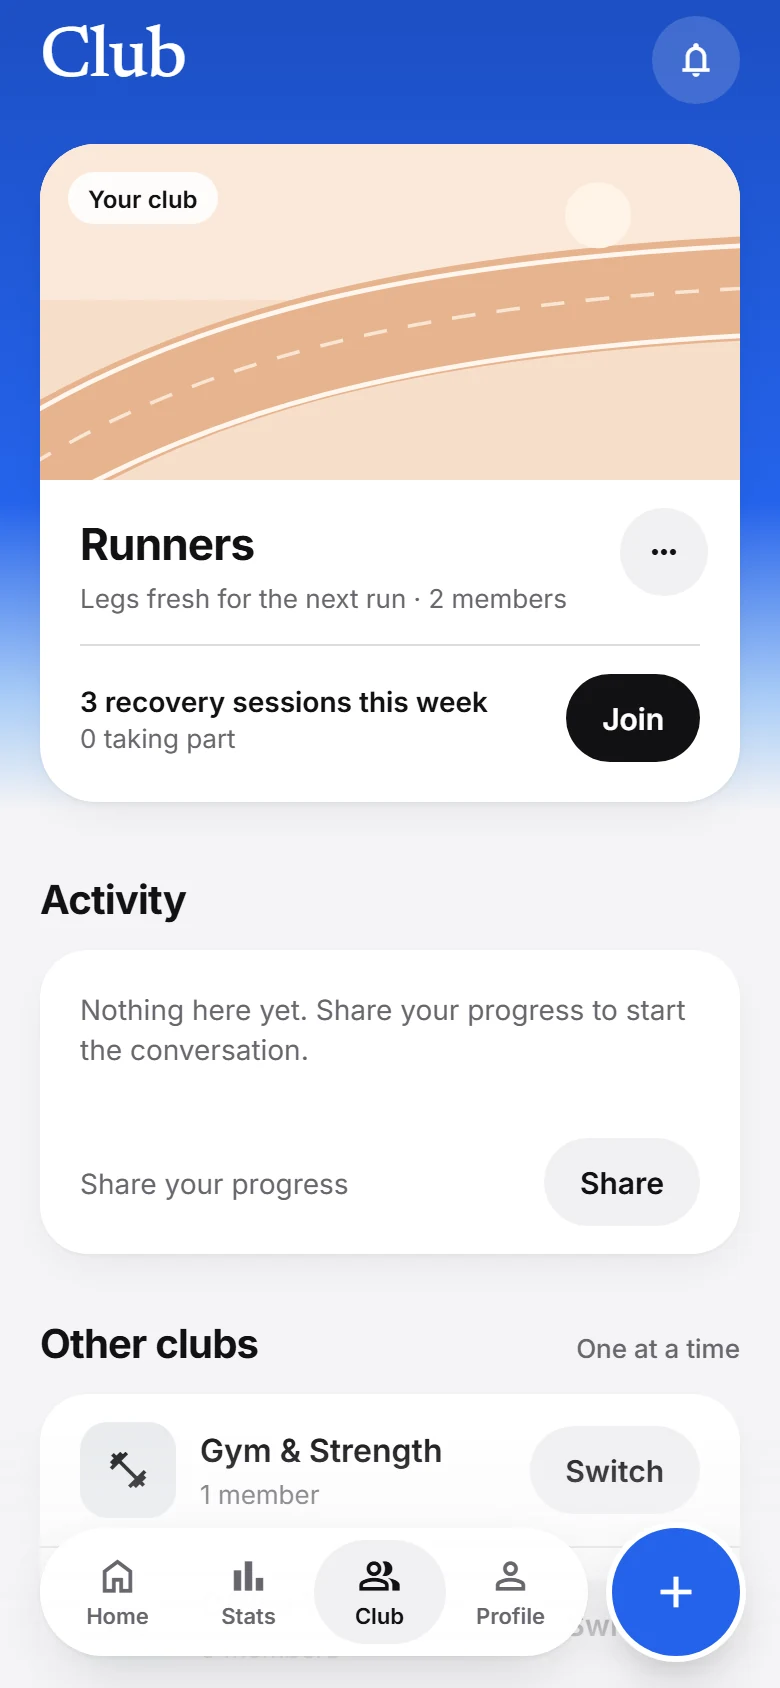 Club
Your club
Runners
Legs fresh for the next run · 2 members
3 recovery sessions this week
0 taking part
Join
Activity
Nothing here yet. Share your progress to start
the conversation.
Share your progress
Share
Other clubs
One at a time
Gym & Strength
1 member
Switch
Home
Stats
Club
Profile